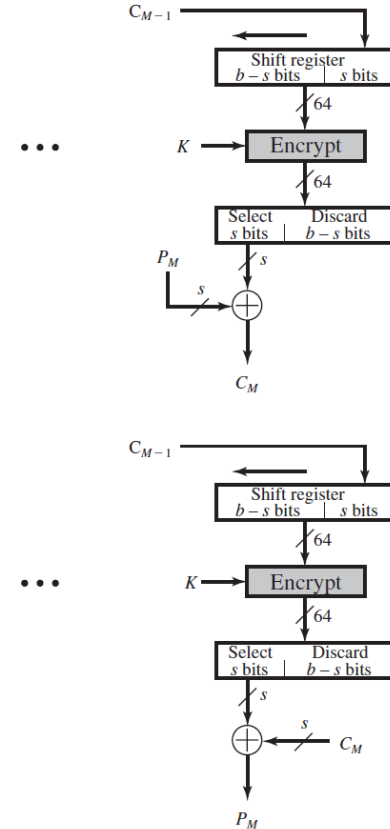 C_{M−1}
Shift register
b − s bits | s bits
64
K
Encrypt
64
Select Discard
s bits | b − s bits
P_M
s
s
C_M
C_{M−1}
Shift register
b − s bits | s bits
64
K
Encrypt
64
Select Discard
s bits | b − s bits
s
s
C_M
P_M